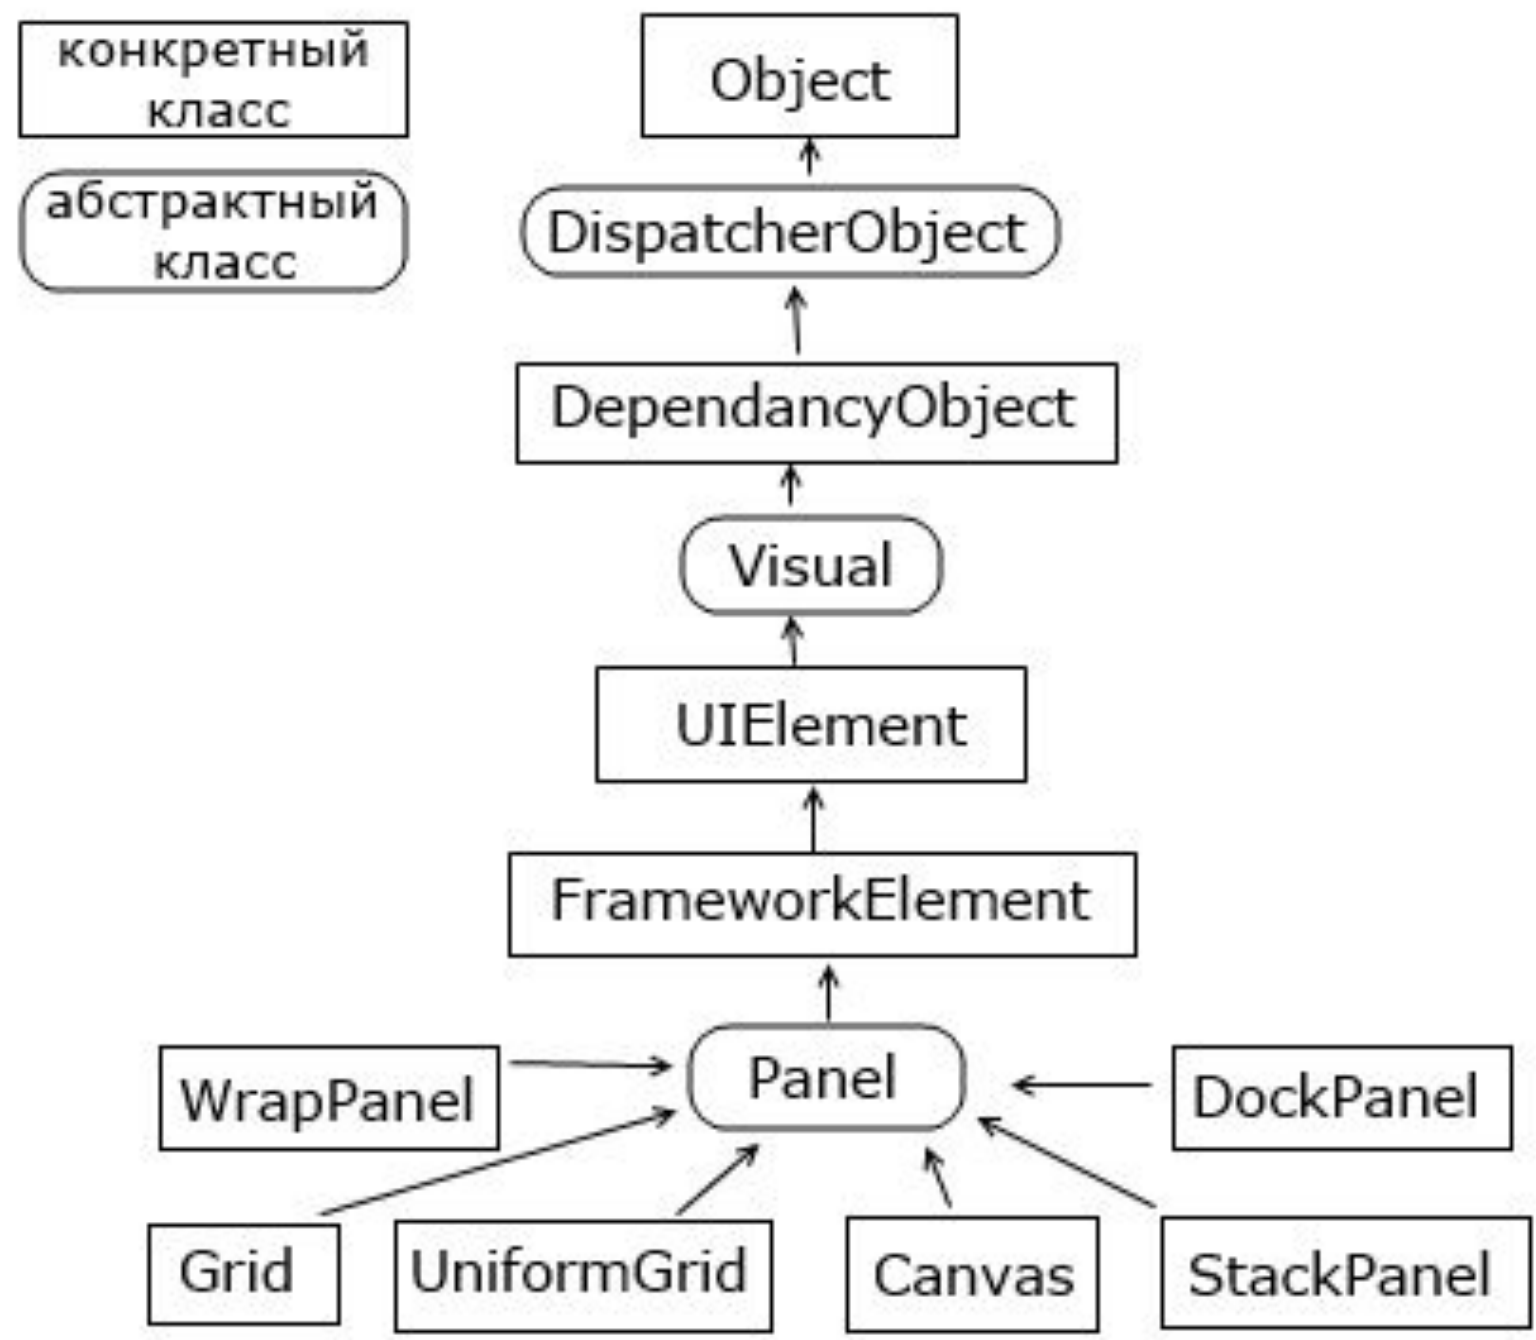 конкретный
класс
абстрактный
класс
Object
DispatcherObject
DependancyObject
Visual
UIElement
FrameworkElement
Panel
WrapPanel
DockPanel
Grid
UniformGrid
Canvas
StackPanel